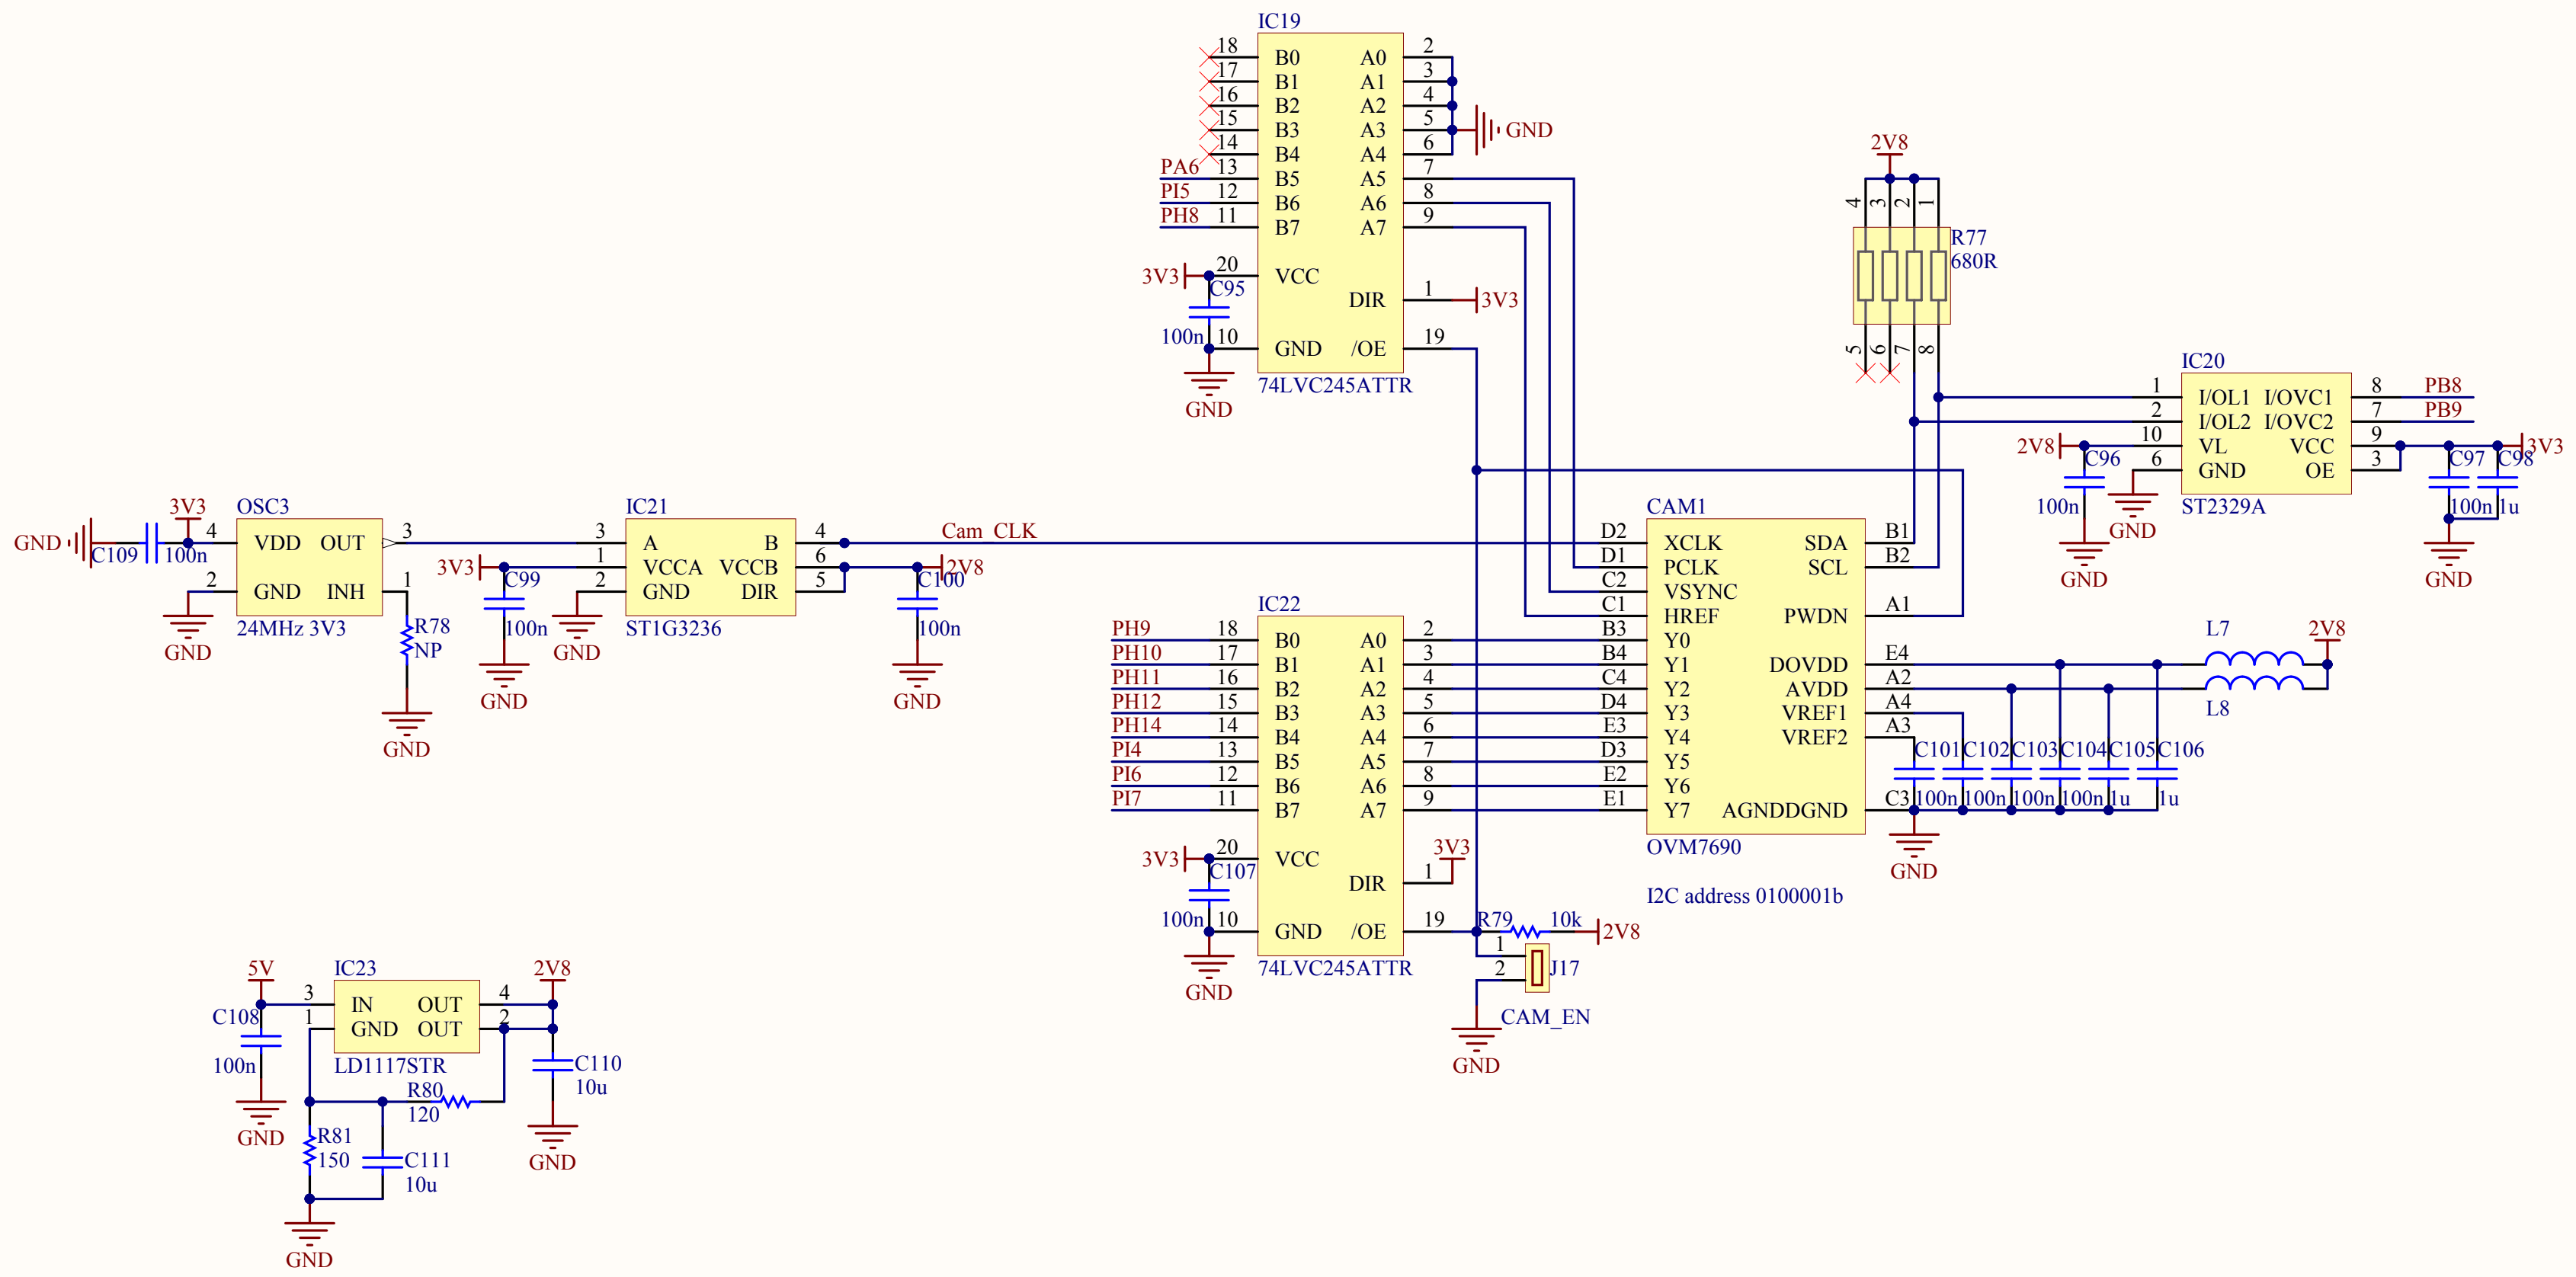 IC19
18 B0 A0 2
17 B1 A1 3
16 B2 A2 4
15 B3 A3 5 GND
14 B4 A4 6
PA6 13 B5 A5 7
PI5 12 B6 A6 8
PH8 11 B7 A7 9
3V3 20 VCC
C95
DIR 1 3V3
100n 10 GND /OE 19
74LVC245ATTR
GND
2V8
4 3 2 1
R77
680R
5 6 7 8
IC20
1 I/OL1 I/OVC1 8 PB8
2 I/OL2 I/OVC2 7 PB9
2V8 10 VL VCC 9 3V3
C96 C97 C98
6 GND OE 3
100n ST2329A 100n 1u
GND
GND
GND
3V3
OSC3
GND C109 100n 4 VDD OUT 3
2 GND INH 1
24MHz 3V3
GND
R78
NP
GND
IC21
3 A B 4 Cam_CLK
3V3 1 VCCA VCCB 6 2V8
C99 C100
2 GND DIR 5
100n ST1G3236 100n
GND
GND
GND
CAM1
D2 XCLK SDA B1
D1 PCLK SCL B2
C2 VSYNC
C1 HREF PWDN A1
B3 Y0
B4 Y1 DOVDD E4
C4 Y2 AVDD A2
D4 Y3 VREF1 A4
E3 Y4 VREF2 A3
D3 Y5
E2 Y6
E1 Y7 AGNDDGND C3
OVM7690
I2C address 0100001b
L7
2V8
L8
C101 C102 C103 C104 C105 C106
100n 100n 100n 100n 1u 1u
GND
IC22
PH9 18 B0 A0 2
PH10 17 B1 A1 3
PH11 16 B2 A2 4
PH12 15 B3 A3 5
PH14 14 B4 A4 6
PI4 13 B5 A5 7
PI6 12 B6 A6 8
PI7 11 B7 A7 9
3V3 20 VCC 3V3
C107
DIR 1
100n 10 GND /OE 19
74LVC245ATTR
GND
R79 10k 2V8
1
2 J17
CAM_EN
GND
5V
IC23
2V8
3 IN OUT 4
C108 1 GND OUT 2
100n LD1117STR
GND
R80
120
C110
10u
GND
R81
150
C111
10u
GND